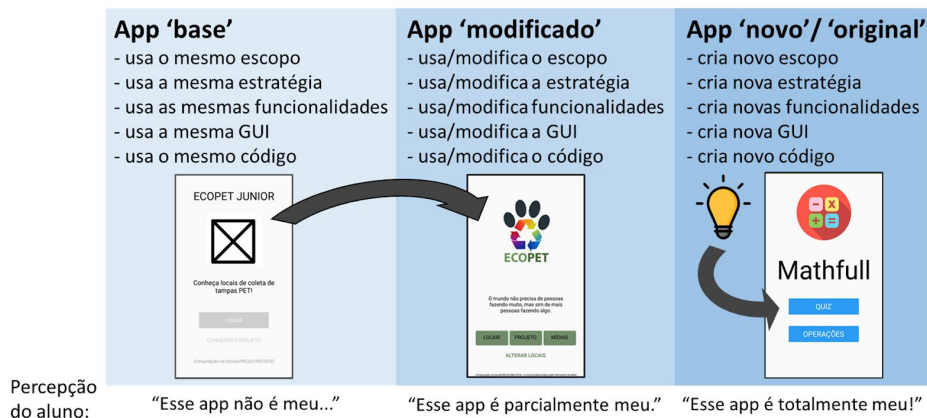 App 'base'
- usa o mesmo escopo
- usa a mesma estratégia
- usa as mesmas funcionalidades
- usa a mesma GUI
- usa o mesmo código
ECOPET JUNIOR
Conheça locais de coleta de
tampas PET!
LOCAIS
CONHECER O PROJETO
App 'modificado'
- usa/modifica o escopo
- usa/modifica a estratégia
- usa/modifica funcionalidades
- usa/modifica a GUI
- usa/modifica o código
ECOPET
O mundo não precisa de pessoas
fazendo muito, mas sim de mais
pessoas fazendo algo.
LOCAIS PROJETO MÍDIAS
ALTERAR LOCAIS
App 'novo'/ 'original'
- cria novo escopo
- cria nova estratégia
- cria novas funcionalidades
- cria nova GUI
- cria novo código
Mathfull
QUIZ
OPERAÇÕES
Percepção
do aluno:
"Esse app não é meu..."
"Esse app é parcialmente meu."
"Esse app é totalmente meu!"